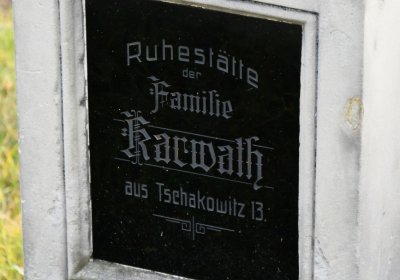 Ruhestätte
der
Familie
Karwath
aus Tschakowitz 13.